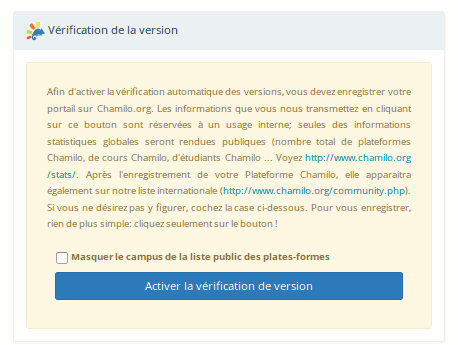 Vérification de la version
Afin d'activer la vérification automatique des versions, vous devez enregistrer votre
portail sur Chamilo.org. Les informations que vous nous transmettez en cliquant
sur ce bouton sont réservées à un usage interne; seules des informations
statistiques globales seront rendues publiques (nombre total de plateformes
Chamilo, de cours Chamilo, d'étudiants Chamilo ... Voyez http://www.chamilo.org
/stats/. Après l'enregistrement de votre Plateforme Chamilo, elle apparaitra
également sur notre liste internationale (http://www.chamilo.org/community.php).
Si vous ne désirez pas y figurer, cochez la case ci-dessous. Pour vous enregistrer,
rien de plus simple: cliquez seulement sur le bouton !
Masquer le campus de la liste public des plates-formes
Activer la vérification de version